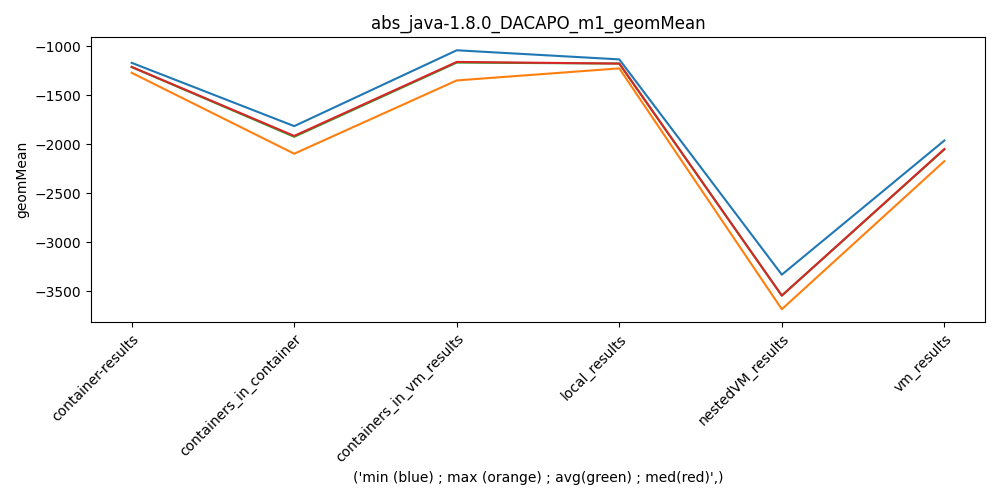 abs_java-1.8.0_DACAPO_m1_geomMean
geomMean
−1000
−1500
−2000
−2500
−3000
−3500
container-results
containers_in_container
containers_in_vm_results
local_results
nestedVM_results
vm_results
('min (blue) ; max (orange) ; avg(green) ; med(red)',)